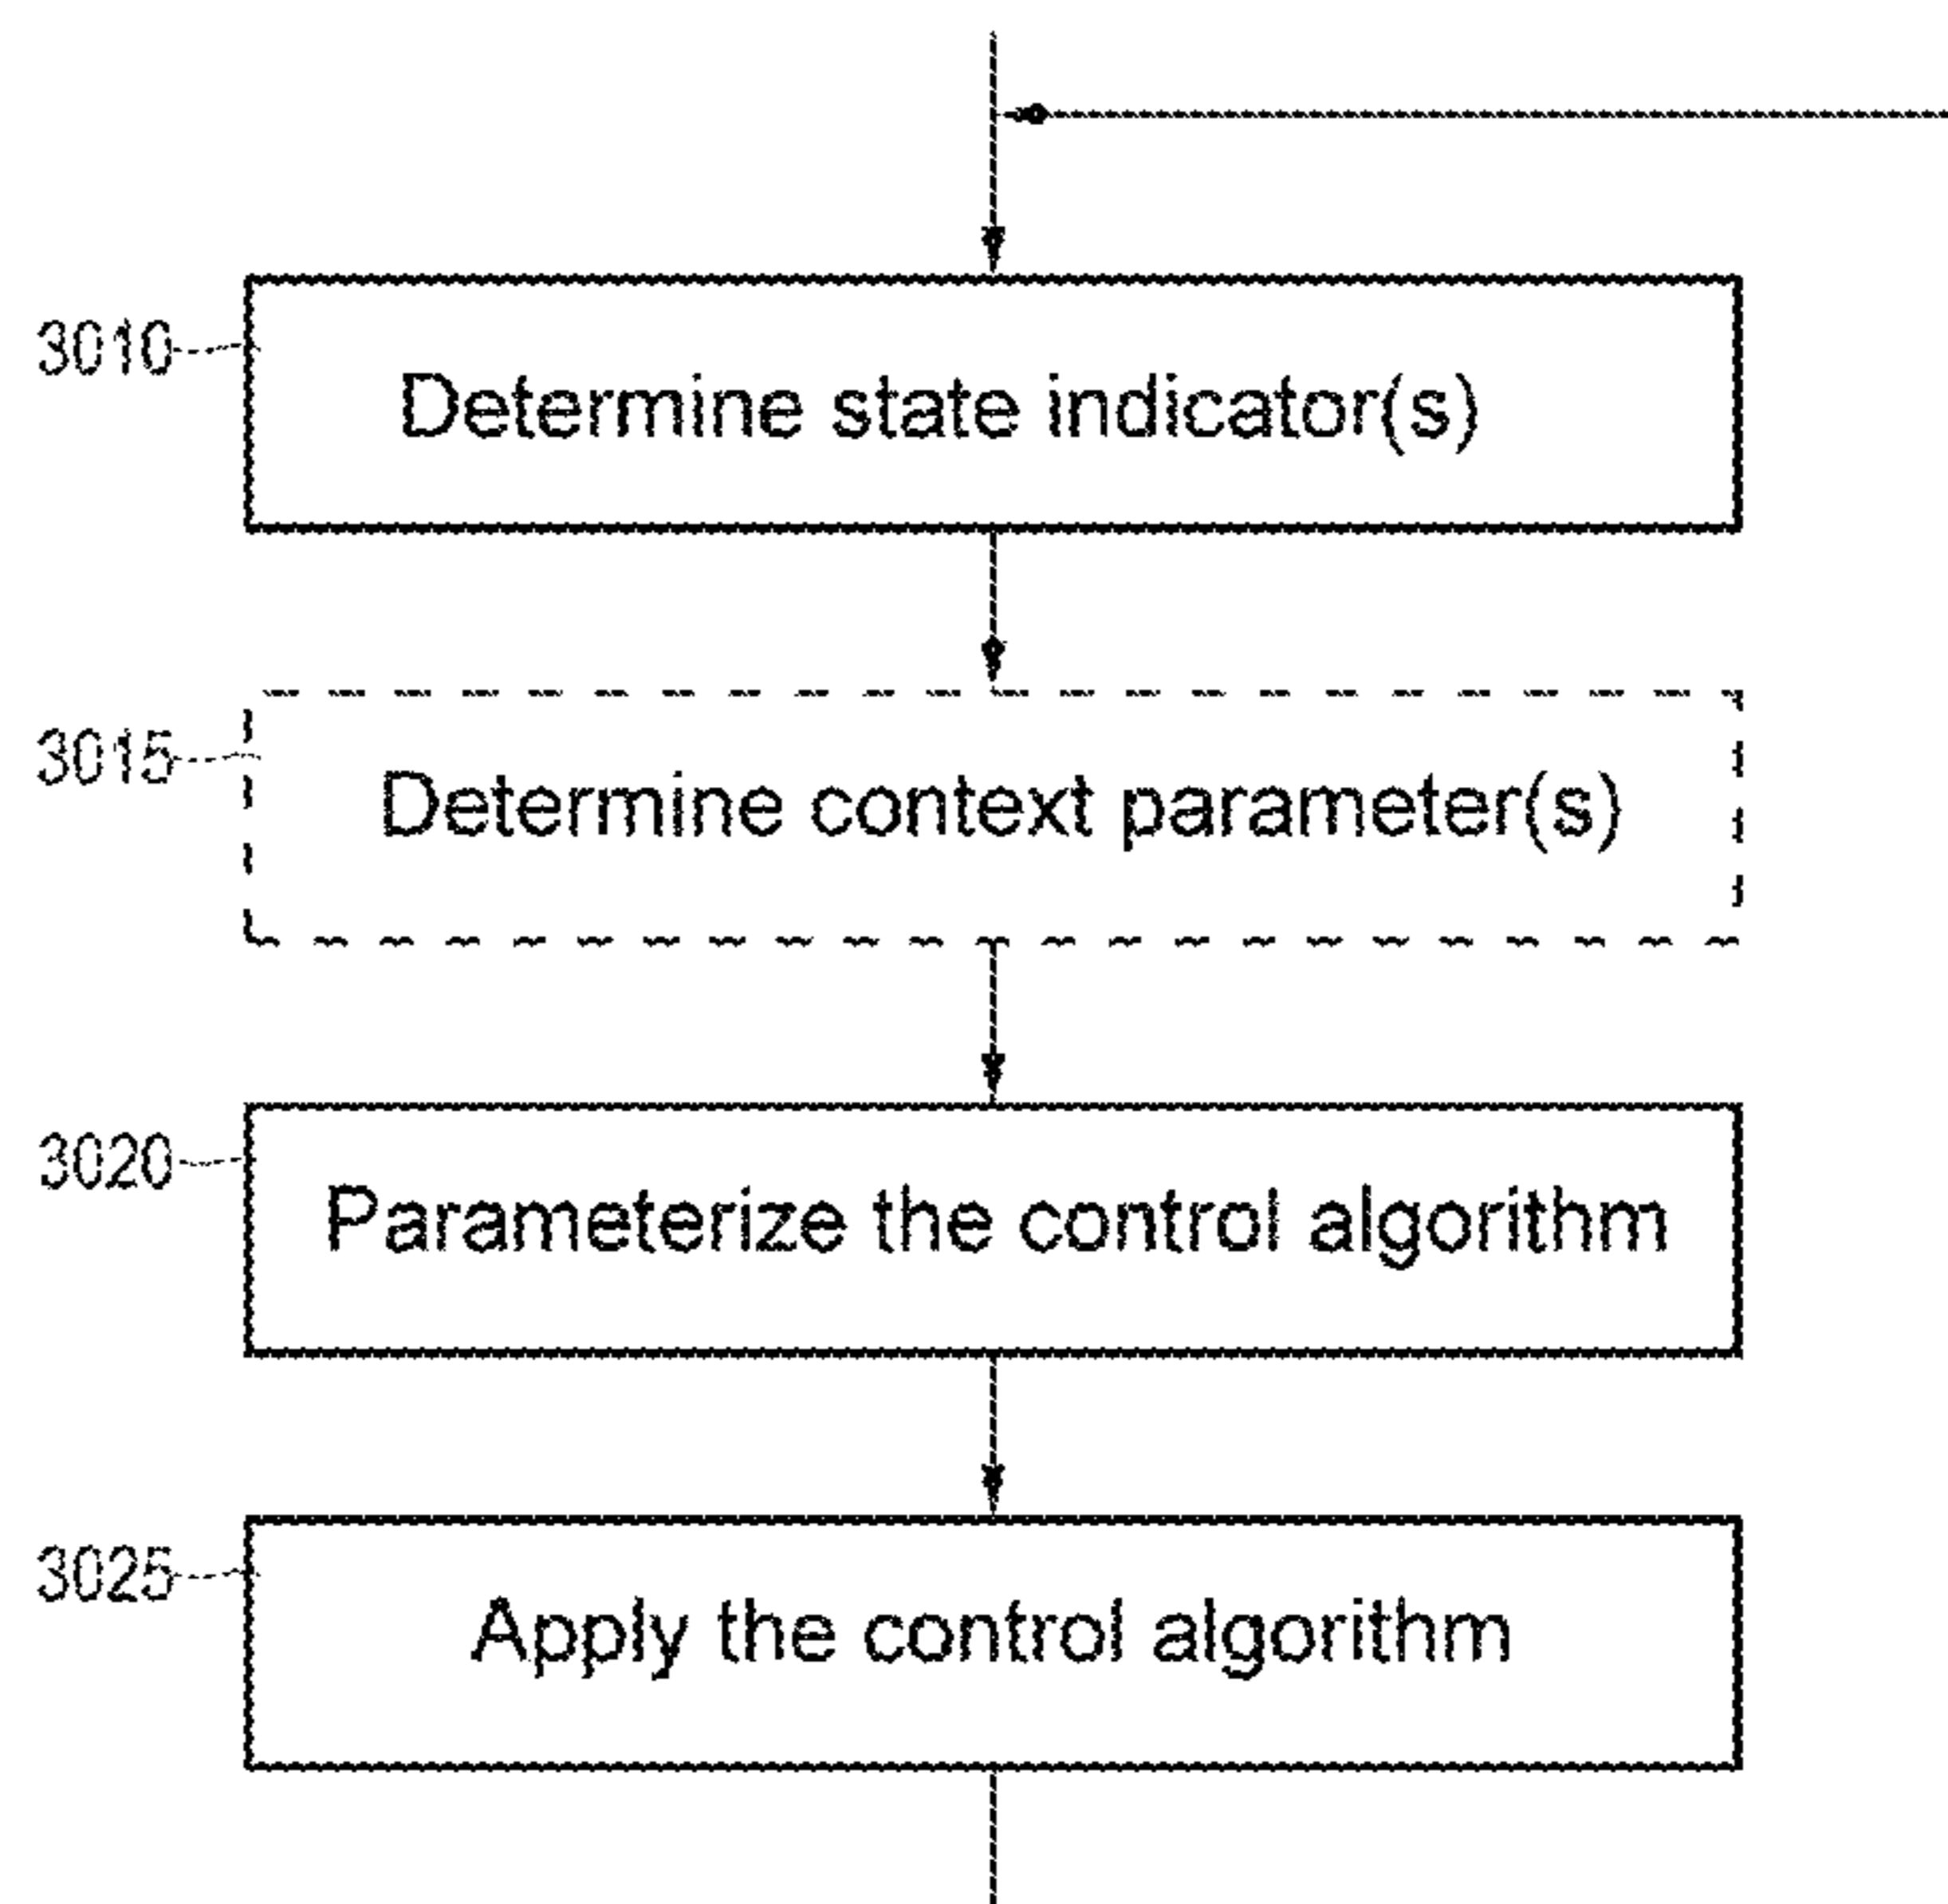 3010
Determine state indicator(s)
3015
Determine context parameter(s)
3020
Parameterize the control algorithm
3025
Apply the control algorithm